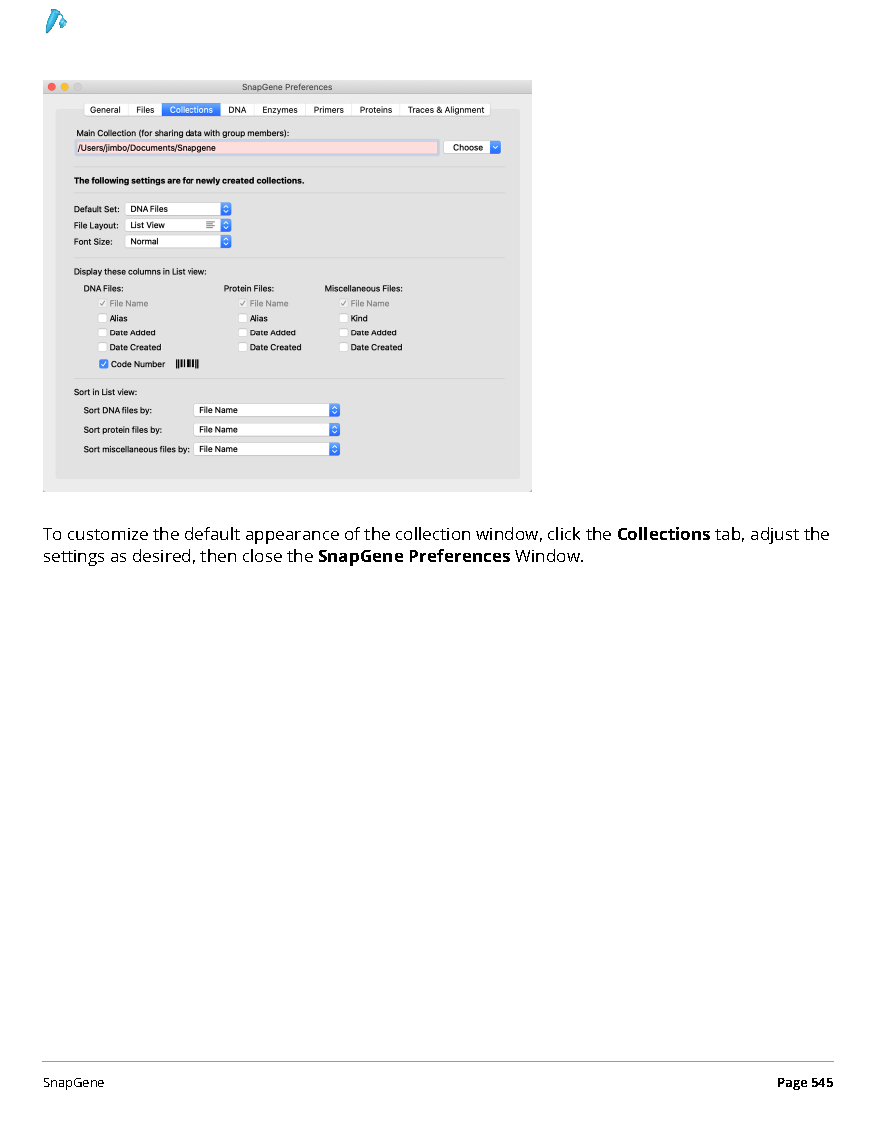 SnapGene Preferences
General Files Collections DNA Enzymes Primers Proteins Traces & Alignment
Main Collection (for sharing data with group members):
/Users/jimbo/Documents/Snapgene Choose
The following settings are for newly created collections.
Default Set: DNA Files
File Layout: List View
Font Size: Normal
Display these columns in List view:
DNA Files: Protein Files: Miscellaneous Files:
File Name File Name File Name
Alias Alias Kind
Date Added Date Added Date Added
Date Created Date Created Date Created
Code Number
Sort in List view:
Sort DNA files by: File Name
Sort protein files by: File Name
Sort miscellaneous files by: File Name
To customize the default appearance of the collection window, click the Collections tab, adjust the
settings as desired, then close the SnapGene Preferences Window.
SnapGene Page 545